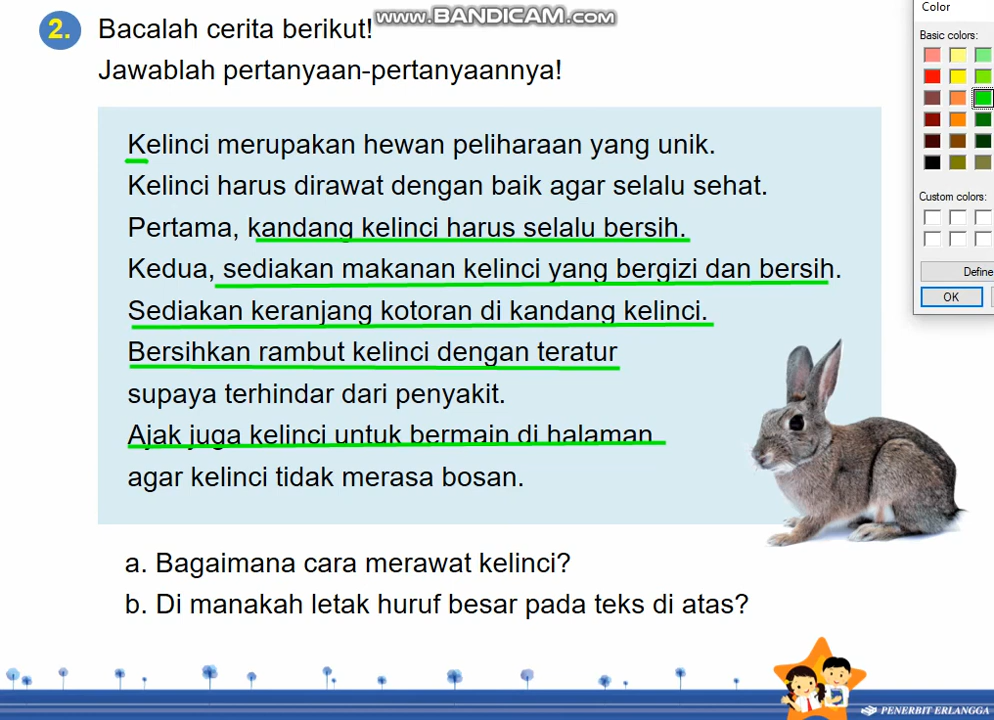 www.BANDICAM.com
Color
2. Bacalah cerita berikut!
Basic colors:
Jawablah pertanyaan-pertanyaannya!
Kelinci merupakan hewan peliharaan yang unik.
Kelinci harus dirawat dengan baik agar selalu sehat.
Custom colors:
Pertama, kandang kelinci harus selalu bersih.
Kedua, sediakan makanan kelinci yang bergizi dan bersih.
Define
OK
Sediakan keranjang kotoran di kandang kelinci.
Bersihkan rambut kelinci dengan teratur
supaya terhindar dari penyakit.
Ajak juga kelinci untuk bermain di halaman
agar kelinci tidak merasa bosan.
a. Bagaimana cara merawat kelinci?
b. Di manakah letak huruf besar pada teks di atas?
PENERBIT ERLANGGA